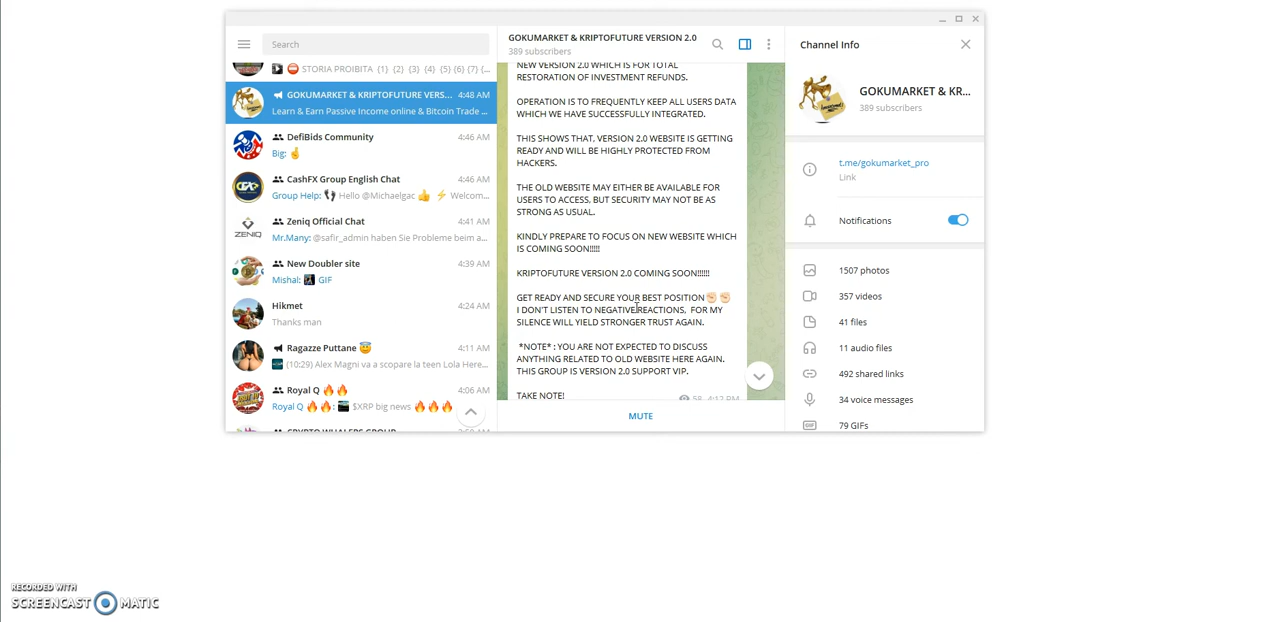 Search
STORIA PROIBITA {1} {2} {3} {4} {5} {6} {7} {...
GOKUMARKET & KRIPTOFUTURE VERS... 4:48 AM
Learn & Earn Passive Income online & Bitcoin Trade ...
DefiBids Community 4:46 AM
Big: 🤞
CashFX Group English Chat 4:46 AM
Group Help: 👣 Hello @Michaelgac 👍 ⚡ Welcom...
Zeniq Official Chat 4:41 AM
Mr.Many: @safir_admin haben Sie Probleme beim a...
New Doubler site 4:39 AM
Mishal: GIF
Hikmet 4:24 AM
Thanks man
Ragazze Puttane 😇 4:11 AM
(10:29) Alex Magni va a scopare la teen Lola Here...
Royal Q 🔥🔥 4:06 AM
Royal Q 🔥🔥: $XRP big news 🔥🔥🔥
CRYPTO WHALERS GROUP
GOKUMARKET & KRIPTOFUTURE VERSION 2.0
389 subscribers
NEW VERSION 2.0 WHICH IS FOR TOTAL
RESTORATION OF INVESTMENT REFUNDS.
OPERATION IS TO FREQUENTLY KEEP ALL USERS DATA
WHICH WE HAVE SUCCESSFULLY INTEGRATED.
THIS SHOWS THAT, VERSION 2.0 WEBSITE IS GETTING
READY AND WILL BE HIGHLY PROTECTED FROM
HACKERS.
THE OLD WEBSITE MAY EITHER BE AVAILABLE FOR
USERS TO ACCESS, BUT SECURITY MAY NOT BE AS
STRONG AS USUAL.
KINDLY PREPARE TO FOCUS ON NEW WEBSITE WHICH
IS COMING SOON!!!!!
KRIPTOFUTURE VERSION 2.0 COMING SOON!!!!!!
GET READY AND SECURE YOUR BEST POSITION✊🏻✊🏻
I DON'T LISTEN TO NEGATIVE REACTIONS, FOR MY
SILENCE WILL YIELD STRONGER TRUST AGAIN.
*NOTE* : YOU ARE NOT EXPECTED TO DISCUSS
ANYTHING RELATED TO OLD WEBSITE HERE AGAIN.
THIS GROUP IS VERSION 2.0 SUPPORT VIP.
TAKE NOTE!
58 4:12 PM
MUTE
Channel Info
GOKUMARKET & KR...
389 subscribers
t.me/gokumarket_pro
Link
Notifications
1507 photos
357 videos
41 files
11 audio files
492 shared links
34 voice messages
GIF 79 GIFs
RECORDED WITH
SCREENCAST MATIC